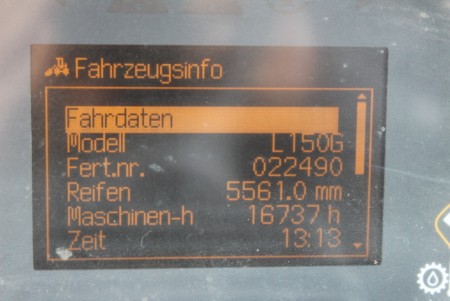 Fahrzeugsinfo
Fahrdaten
Modell L150G
Fert.nr. 022490
Reifen 5561.0 mm
Maschinen-h 16737 h
Zeit 13:13